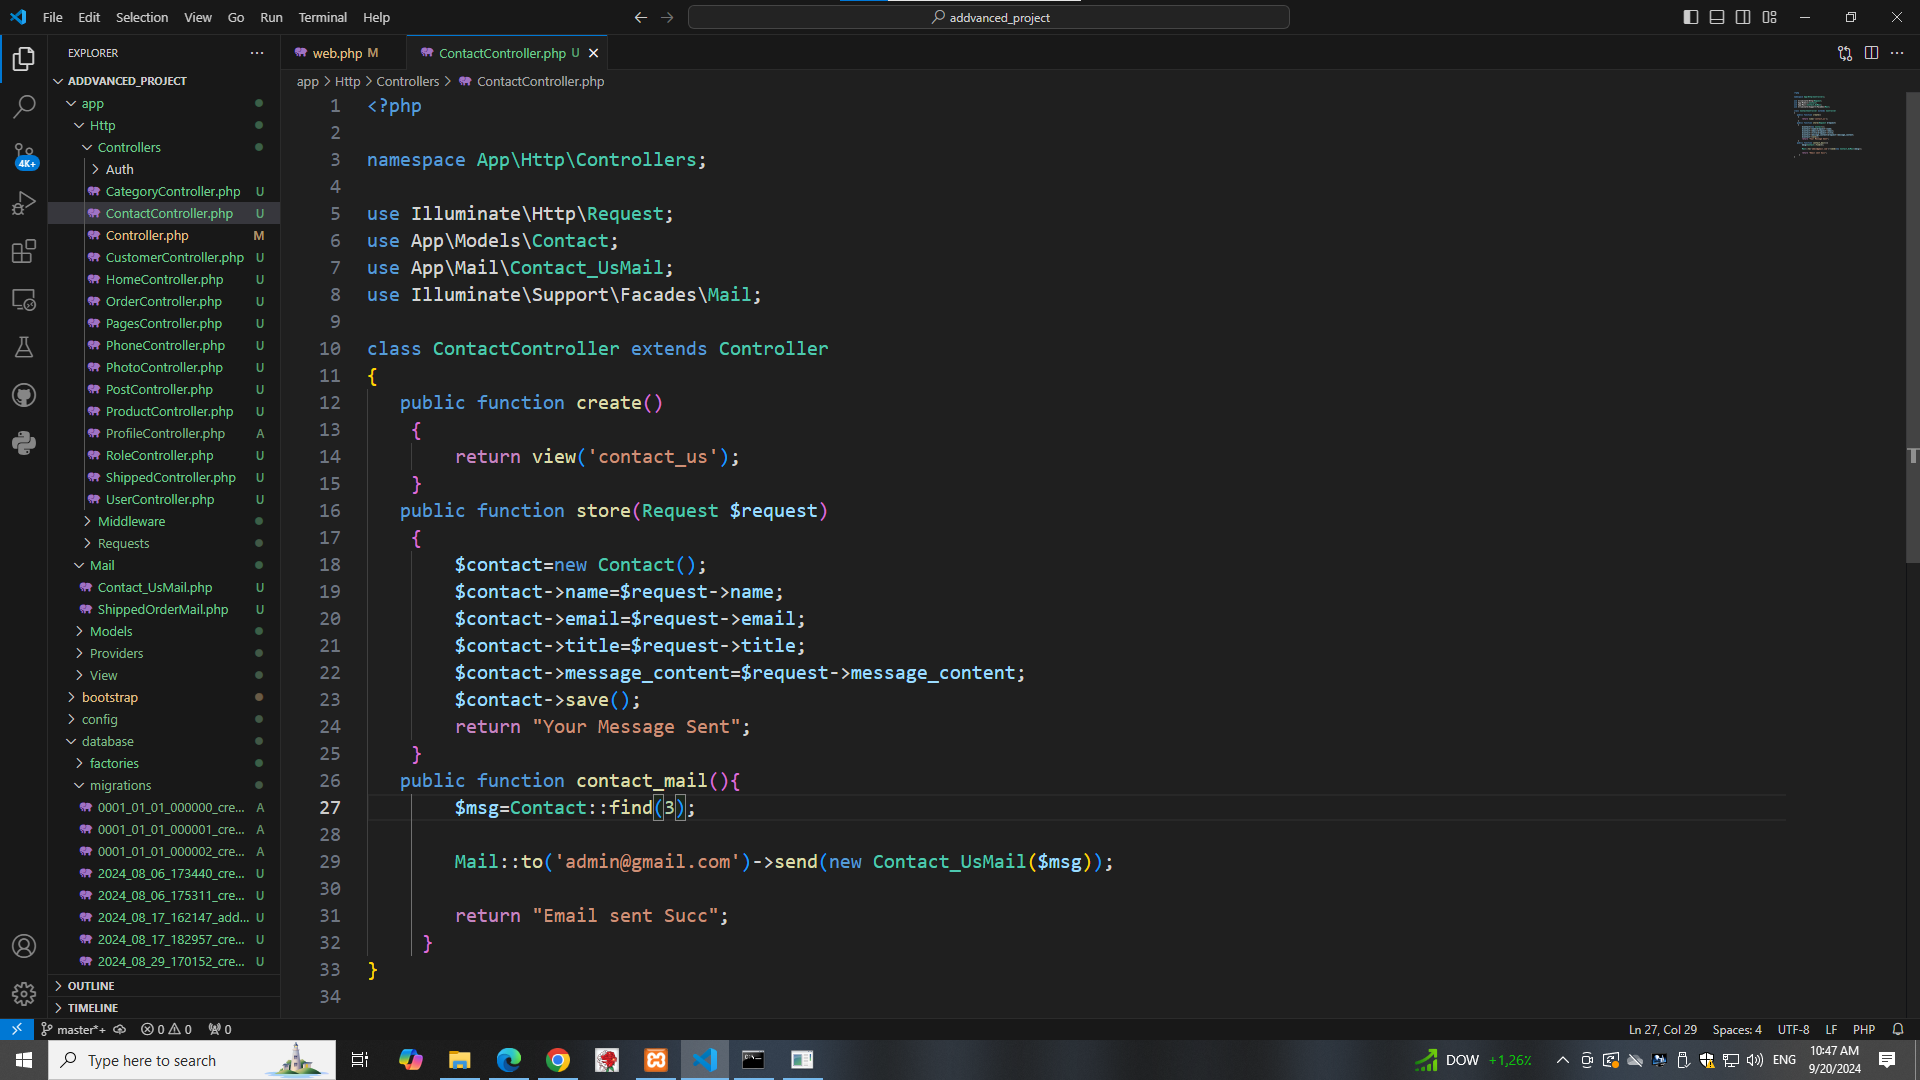 File Edit Selection View Go Run Terminal Help
addvanced_project
EXPLORER
ADDVANCED_PROJECT
app
Http
Controllers
Auth
CategoryController.php U
ContactController.php U
Controller.php M
CustomerController.php U
HomeController.php U
OrderController.php U
PagesController.php U
PhoneController.php U
PhotoController.php U
PostController.php U
ProductController.php U
ProfileController.php A
RoleController.php U
ShippedController.php U
UserController.php U
Middleware
Requests
Mail
Contact_UsMail.php U
ShippedOrderMail.php U
Models
Providers
View
bootstrap
config
database
factories
migrations
0001_01_01_000000_cre... A
0001_01_01_000001_cre... A
0001_01_01_000002_cre... A
2024_08_06_173440_cre... U
2024_08_06_175311_cre... U
2024_08_17_162147_add... U
2024_08_17_182957_cre... U
2024_08_29_170152_cre... U
OUTLINE
TIMELINE
4K+
web.php M
ContactController.php U
app > Http > Controllers > ContactController.php
1 <?php
2
3 namespace App\Http\Controllers;
4
5 use Illuminate\Http\Request;
6 use App\Models\Contact;
7 use App\Mail\Contact_UsMail;
8 use Illuminate\Support\Facades\Mail;
9
10 class ContactController extends Controller
11 {
12 public function create()
13 {
14 return view('contact_us');
15 }
16 public function store(Request $request)
17 {
18 $contact=new Contact();
19 $contact->name=$request->name;
20 $contact->email=$request->email;
21 $contact->title=$request->title;
22 $contact->message_content=$request->message_content;
23 $contact->save();
24 return "Your Message Sent";
25 }
26 public function contact_mail(){
27 $msg=Contact::find(3);
28
29 Mail::to('admin@gmail.com')->send(new Contact_UsMail($msg));
30
31 return "Email sent Succ";
32 }
33 }
34
master*+ 0 0 0
Ln 27, Col 29 Spaces: 4 UTF-8 LF PHP
Type here to search
DOW +1,26%
ENG
10:47 AM
9/20/2024